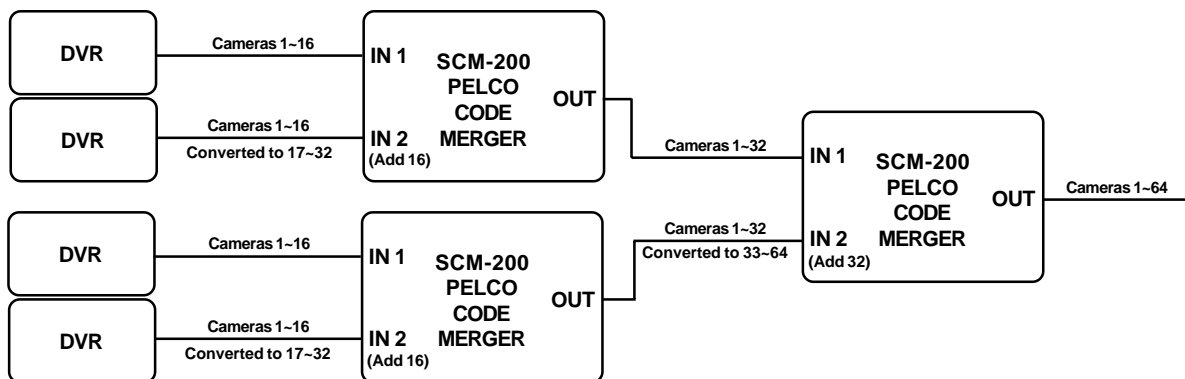 DVR
Cameras 1~16
IN 1
SCM-200
PELCO
CODE
MERGER
OUT
DVR
Cameras 1~16
Converted to 17~32
IN 2
(Add 16)
Cameras 1~32
IN 1
SCM-200
PELCO
CODE
MERGER
OUT
Cameras 1~64
DVR
Cameras 1~16
IN 1
SCM-200
PELCO
CODE
MERGER
OUT
Cameras 1~32
Converted to 33~64
IN 2
(Add 32)
DVR
Cameras 1~16
Converted to 17~32
IN 2
(Add 16)